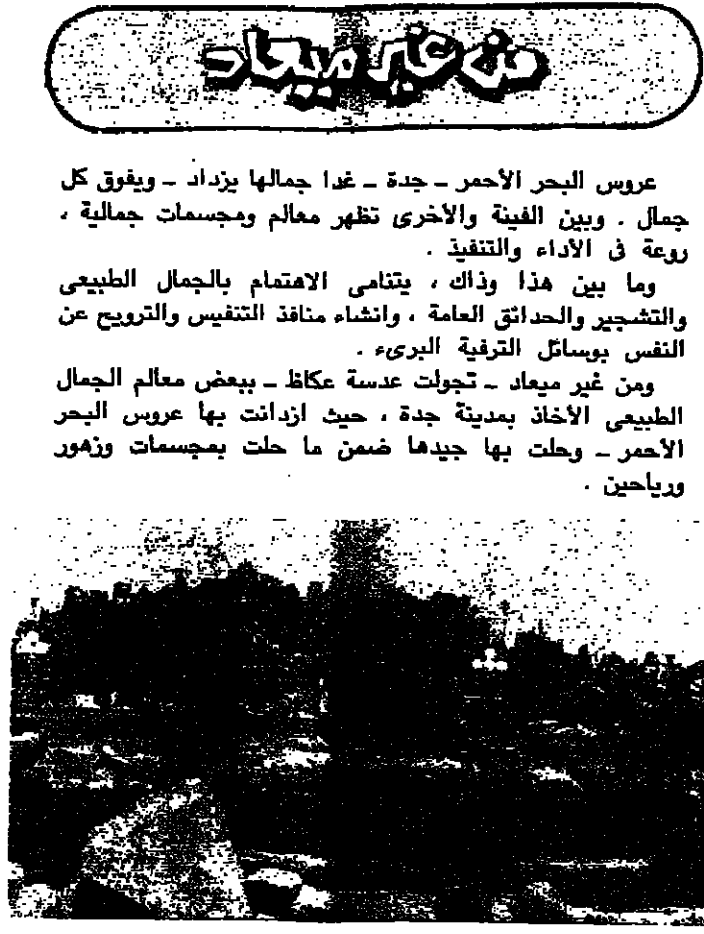 من غير ميعاد
عروس البحر الأحمر ـ جدة ـ غدا جمالها يزداد ـ ويفوق كل
جمال . وبين الفينة والأخرى تظهر معالم ومجسمات جمالية ،
روعة فى الأداء والتنفيذ .
وما بين هذا وذاك ، يتنامى الاهتمام بالجمال الطبيعى
والتشجير والحدائق العامة ، وانشاء منافذ التنفيس والترويح عن
النفس بوسائل الترفية البرىء .
ومن غير ميعاد ـ تجولت عدسة عكاظ ـ ببعض معالم الجمال
الطبيعى الأخاذ بمدينة جدة ، حيث ازدانت بها عروس البحر
الأحمر ـ وحلت بها جيدها ضمن ما حلت بمجسمات وزهور
ورياحين .